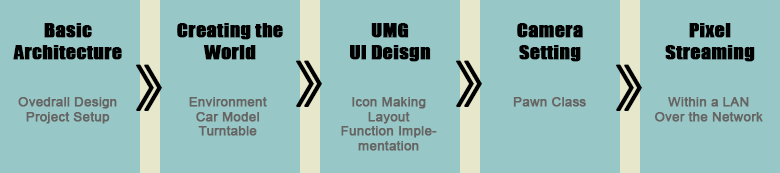 Basic
Architecture
Ovedrall Design
Project Setup
Creating the
World
Environment
Car Model
Turntable
UMG
UI Deisgn
Icon Making
Layout
Function Imple-
mentation
Camera
Setting
Pawn Class
Pixel
Streaming
Within a LAN
Over the Network